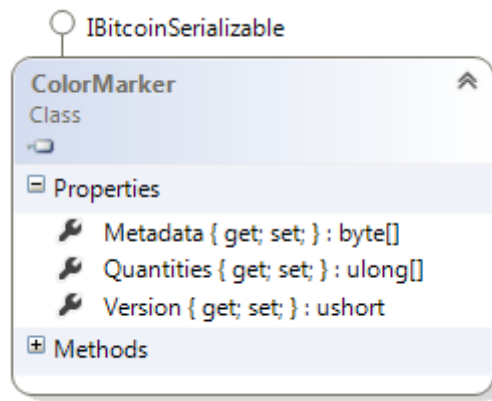 IBitcoinSerializable
ColorMarker
Class
Properties
Metadata { get; set; } : byte[]
Quantities { get; set; } : ulong[]
Version { get; set; } : ushort
Methods